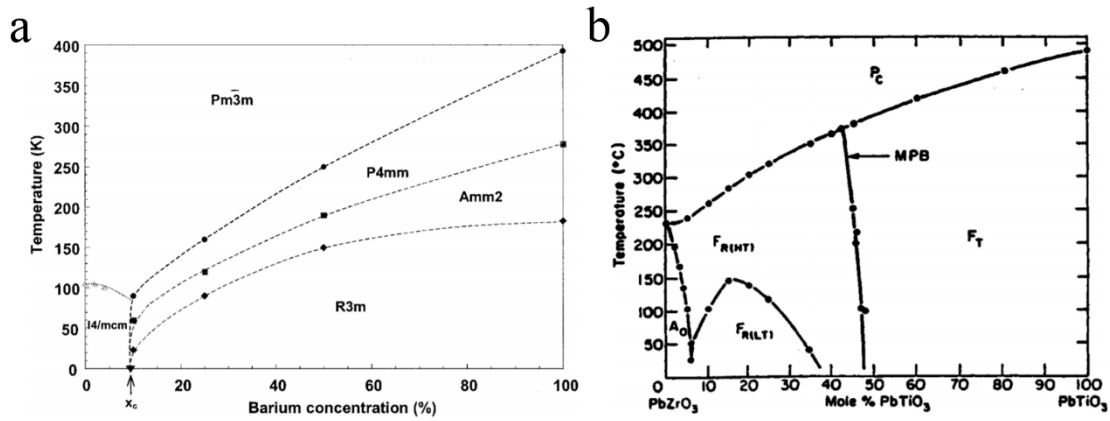 a
400
350
300
250
200
150
100
50
0
Temperature (K)
Pm3̄m
P4mm
Amm2
R3m
I4/mcm
0 20 40 60 80 100
xc
Barium concentration (%)
b
500
450
400
350
300
250
200
150
100
50
Temperature (°C)
PC
MPB
FR(HT)
FT
AO
FR(LT)
0 10 20 30 40 50 60 70 80 90 100
PbZrO3 Mole % PbTiO3 PbTiO3